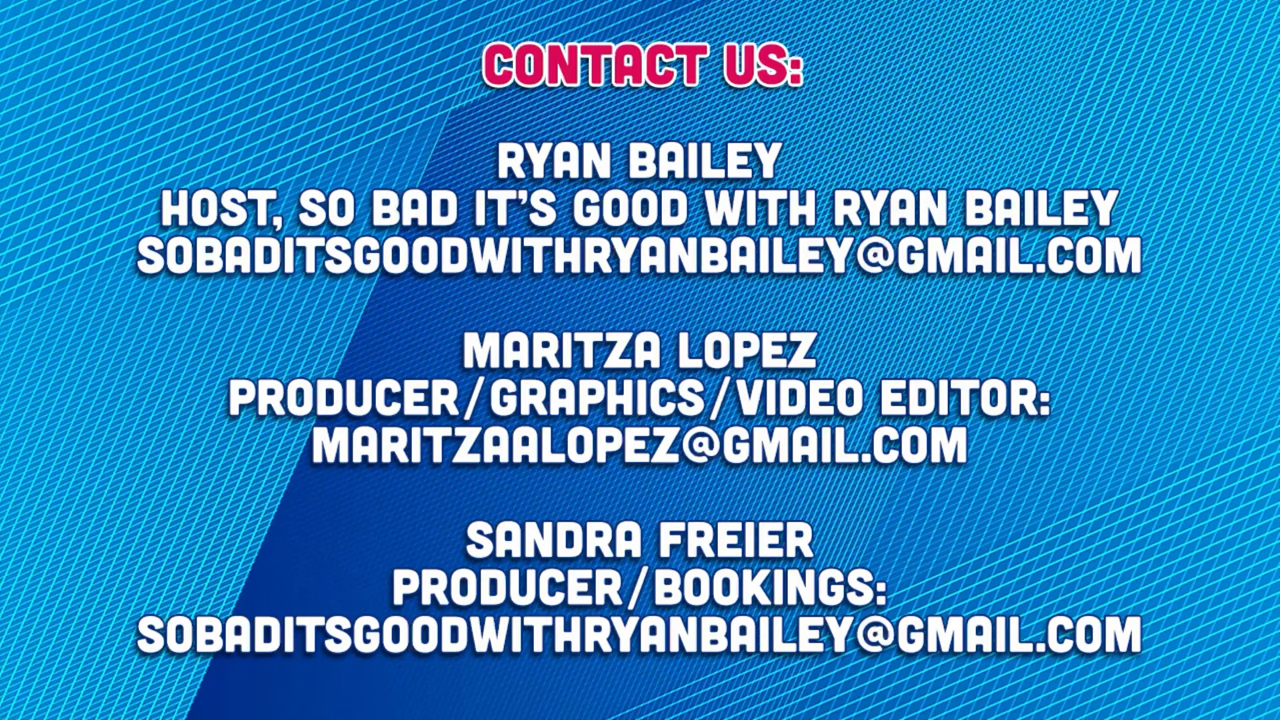 CONTACT US:
RYAN BAILEY
HOST, SO BAD IT'S GOOD WITH RYAN BAILEY
SOBADITSGOODWITHRYANBAILEY@GMAIL.COM
MARITZA LOPEZ
PRODUCER/GRAPHICS/VIDEO EDITOR:
MARITZAALOPEZ@GMAIL.COM
SANDRA FREIER
PRODUCER/BOOKINGS:
SOBADITSGOODWITHRYANBAILEY@GMAIL.COM